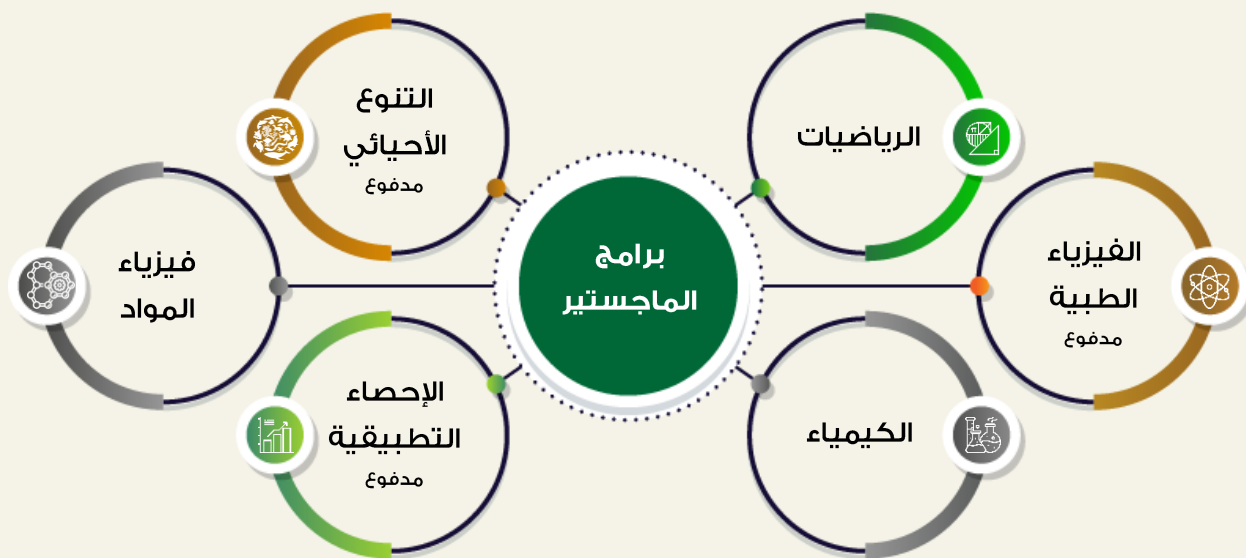 برامج
الماجستير
الرياضيات
الفيزياء
الطبية
مدفوع
الكيمياء
التنوع
الأحيائي
مدفوع
فيزياء
المواد
الإحصاء
التطبيقية
مدفوع